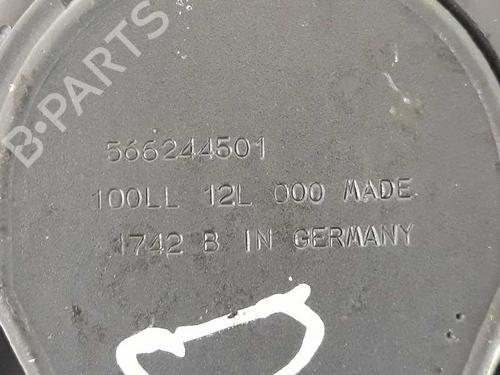 B-PARTS
566244501
100LL 12L 000 MADE
1742 B IN GERMANY